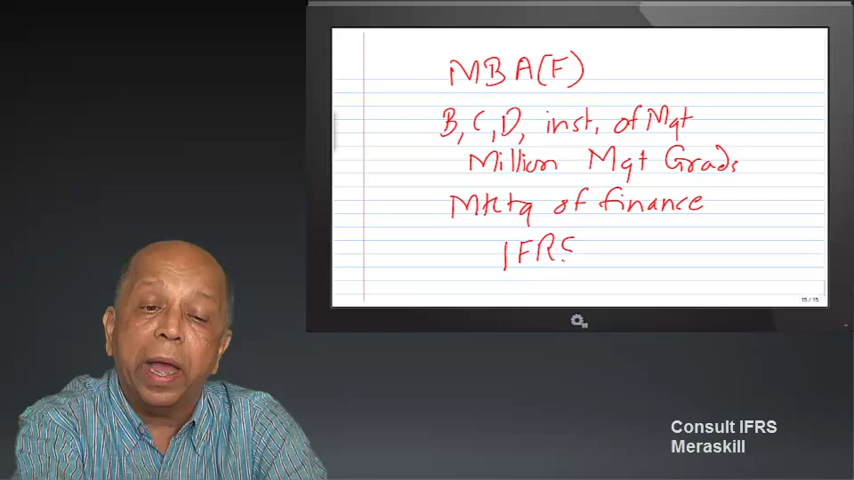 MBA(F)
B, C, D, inst. of Mgt
Million Mgt Grads
Mktg of finance
IFRS
15/15
Consult IFRS
Meraskill